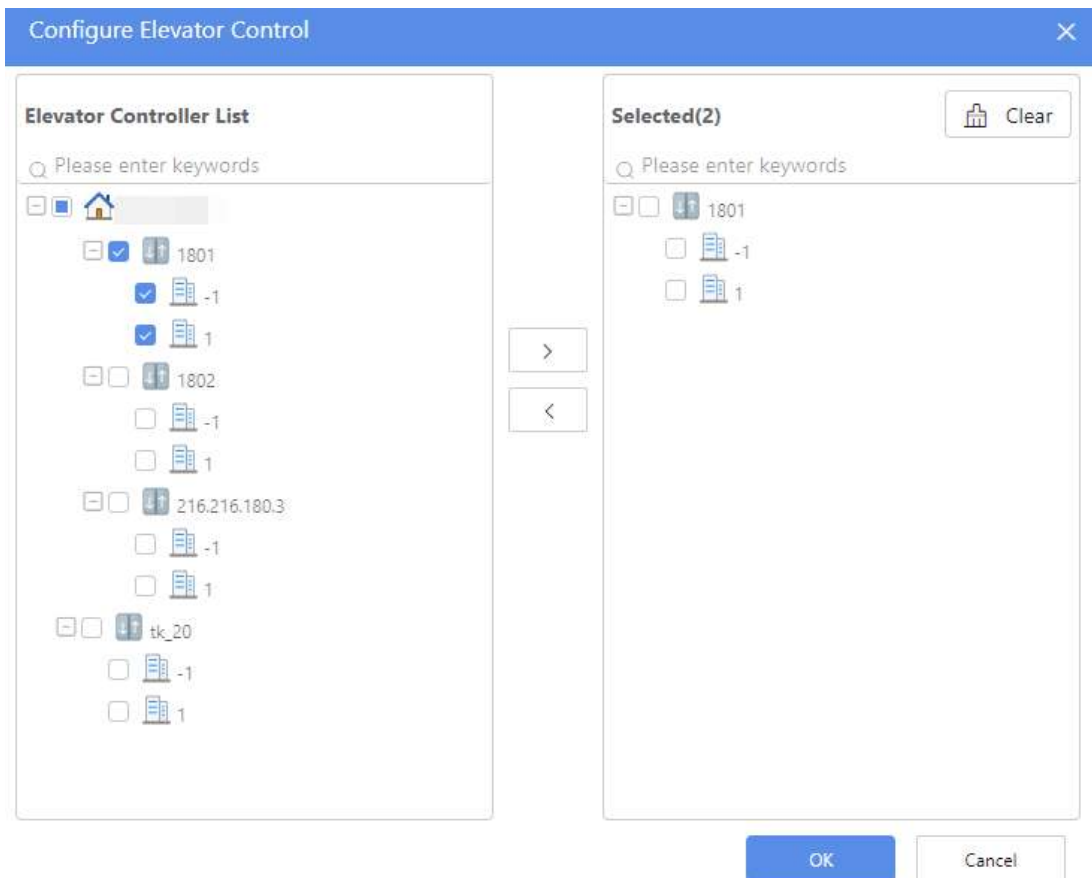 Configure Elevator Control
Elevator Controller List
Please enter keywords
1801
-1
1
1802
-1
1
216.216.180.3
-1
1
tk_20
-1
1
>
<
Selected(2)
Clear
Please enter keywords
1801
-1
1
OK
Cancel